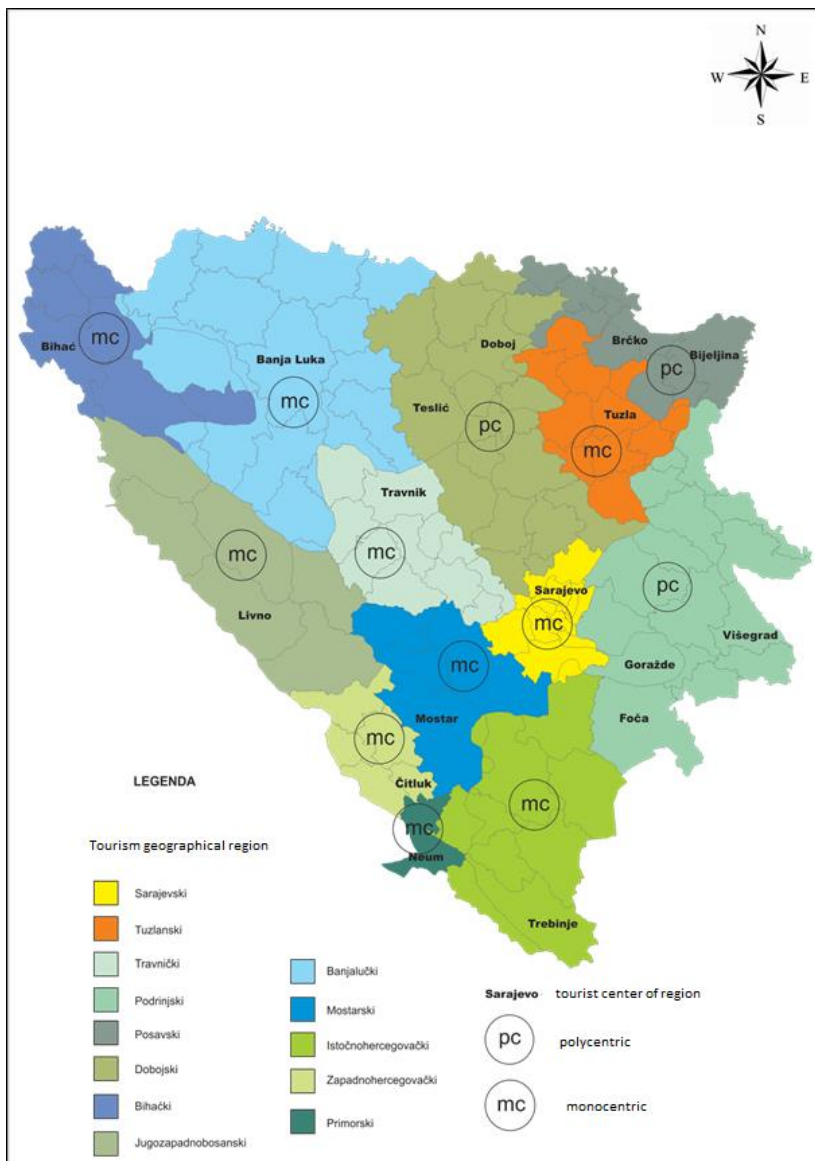 N
W E
S
Bihać
mc
Banja Luka
mc
Doboj
Teslić
pc
Brčko
Bijeljina
pc
Tuzla
mc
Travnik
mc
mc
Livno
Sarajevo
mc
pc
Višegrad
Goražde
Foča
mc
Mostar
mc
Čitluk
mc
Neum
mc
Trebinje
LEGENDA
Tourism geographical region
Sarajevski
Tuzlanski
Travnički
Podrinjski
Posavski
Dobojski
Bihaćki
Jugozapadnobosanski
Banjalučki
Mostarski
Istočnohercegovački
Zapadnohercegovački
Primorski
Sarajevo tourist center of region
pc polycentric
mc monocentric